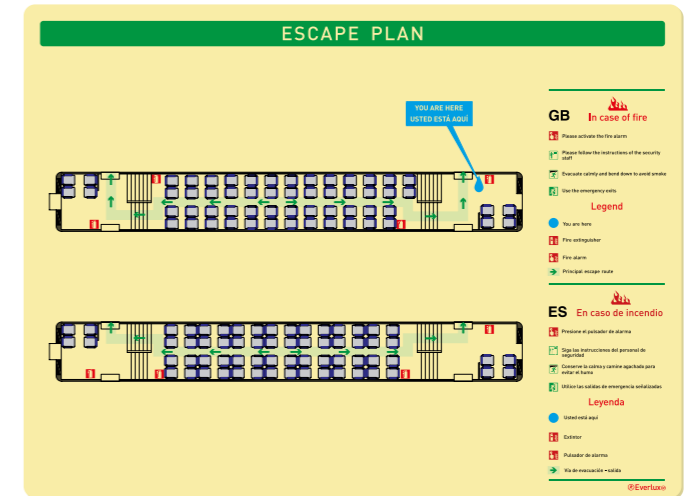 ESCAPE PLAN
YOU ARE HERE
USTED ESTÁ AQUÍ
GB
In case of fire
Please activate the fire alarm
Please follow the instructions of the security
staff
Evacuate calmly and bend down to avoid smoke
Use the emergency exits
Legend
You are here
Fire extinguisher
Fire alarm
Principal escape route
ES
En caso de incendio
Presione el pulsador de alarma
Siga las instrucciones del personal de
seguridad
Conserve la calma y camine agachado para
evitar el humo
Utilice las salidas de emergencia señalizadas
Leyenda
Usted está aquí
Extintor
Pulsador de alarma
Vía de evacuación - salida
Everlux